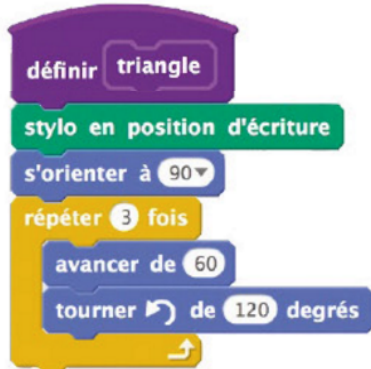 définir triangle
stylo en position d'écriture
s'orienter à 90
répéter 3 fois
avancer de 60
tourner de 120 degrés